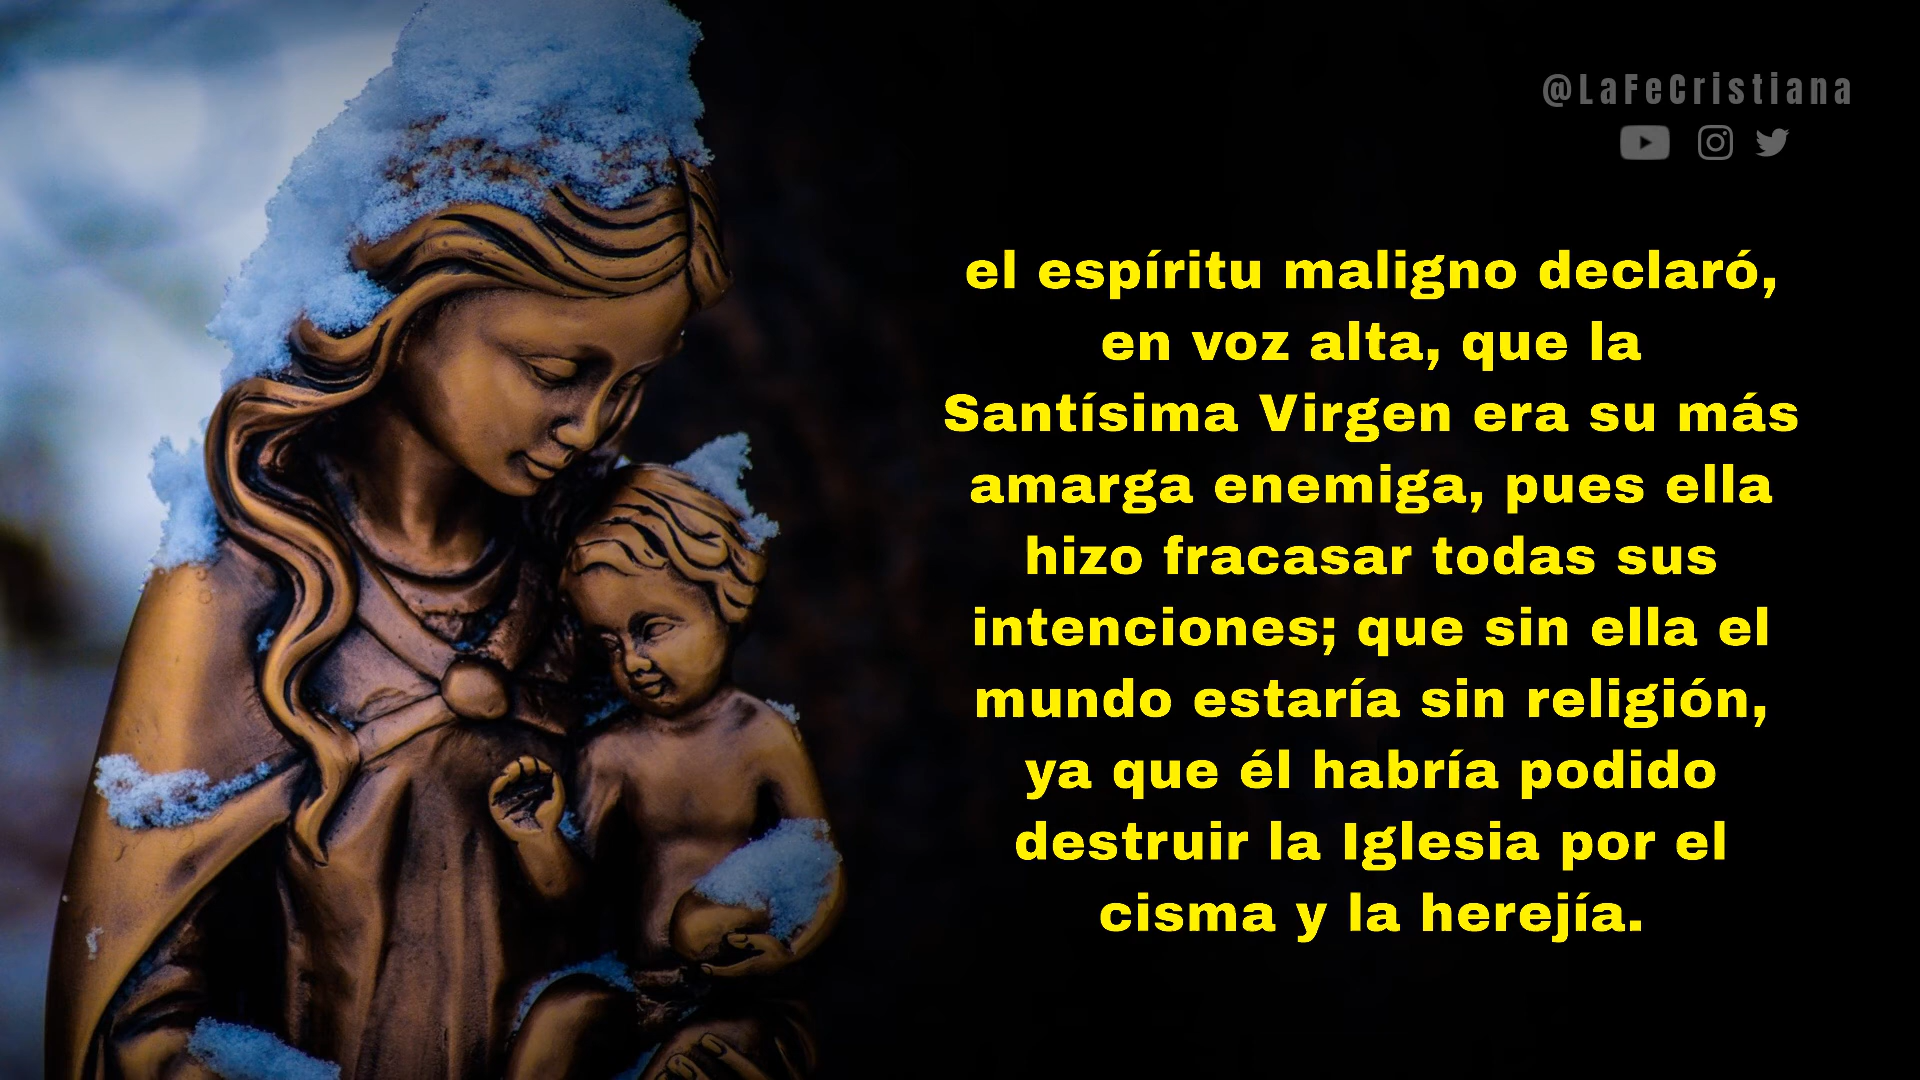 @LaFeCristiana
el espíritu maligno declaró,
en voz alta, que la
Santísima Virgen era su más
amarga enemiga, pues ella
hizo fracasar todas sus
intenciones; que sin ella el
mundo estaría sin religión,
ya que él habría podido
destruir la Iglesia por el
cisma y la herejía.